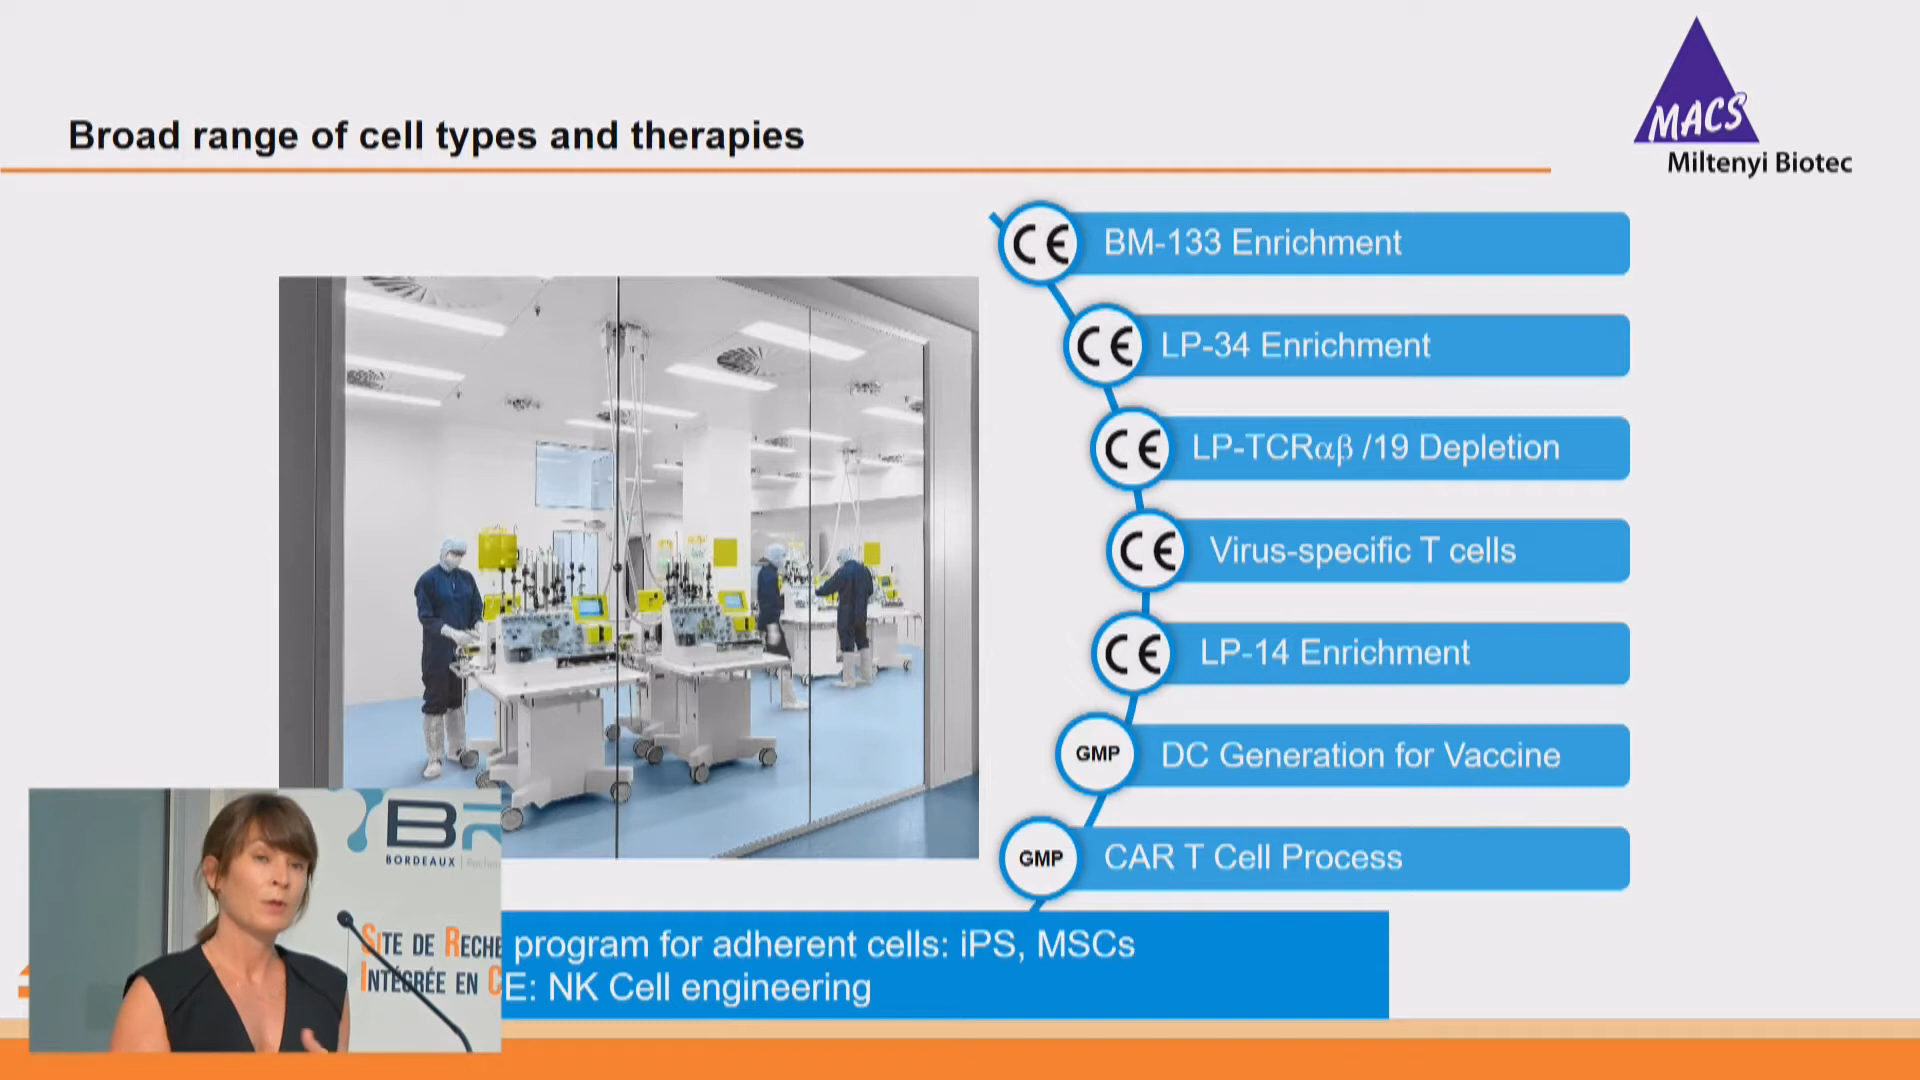 Broad range of cell types and therapies
MACS
Miltenyi Biotec
CE BM-133 Enrichment
CE LP-34 Enrichment
CE LP-TCRαβ /19 Depletion
CE Virus-specific T cells
CE LP-14 Enrichment
GMP DC Generation for Vaccine
GMP CAR T Cell Process
program for adherent cells: iPS, MSCs
E: NK Cell engineering
BR
BORDEAUX
SITE DE RECHE
INTÉGRÉE EN C